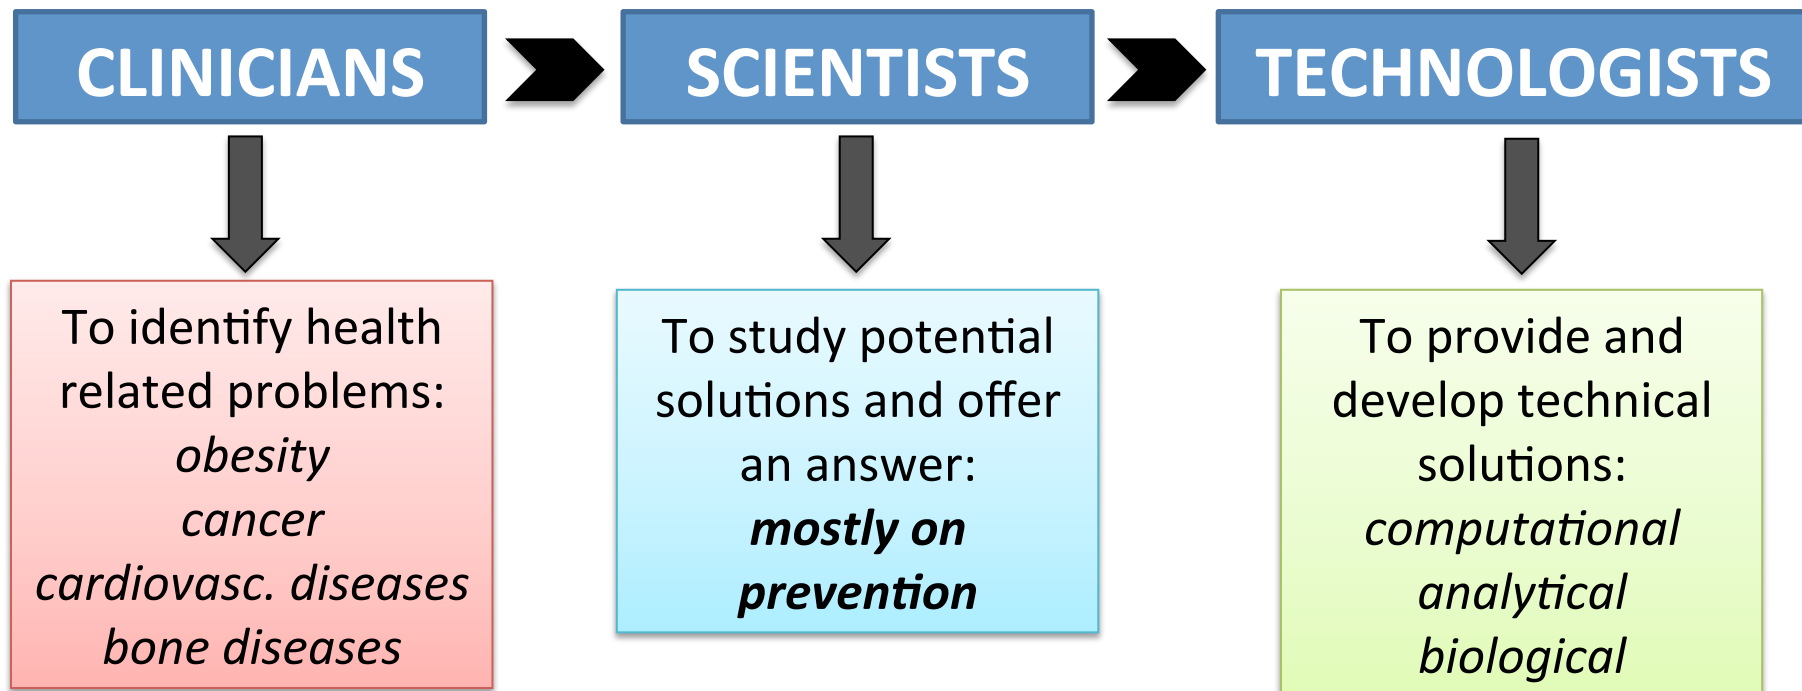 CLINICIANS
SCIENTISTS
TECHNOLOGISTS
To identify health
related problems:
obesity
cancer
cardiovasc. diseases
bone diseases
To study potential
solutions and offer
an answer:
mostly on
prevention
To provide and
develop technical
solutions:
computational
analytical
biological